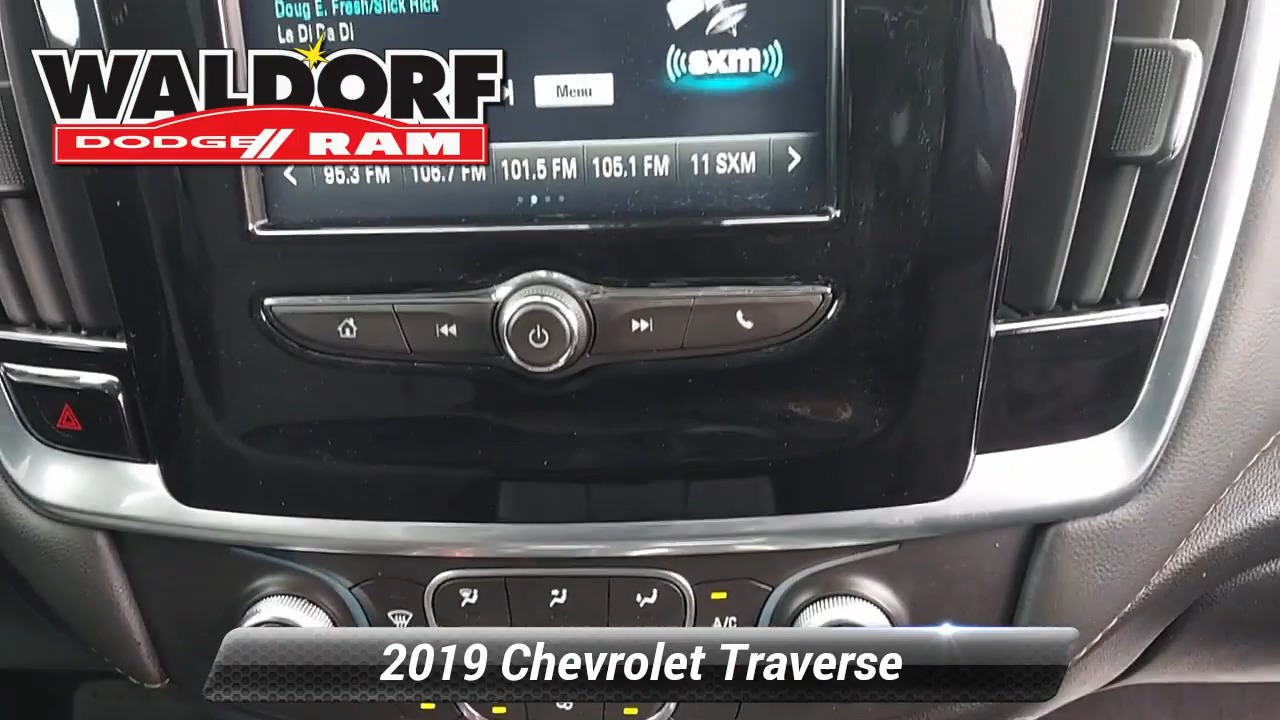 Doug E. Fresh/Slick Rick
La Di Da Di
WALDORF
DODGE RAM
sxm
Menu
95.3 FM 106.7 FM 101.5 FM 105.1 FM 11 SXM
A/C
2019 Chevrolet Traverse